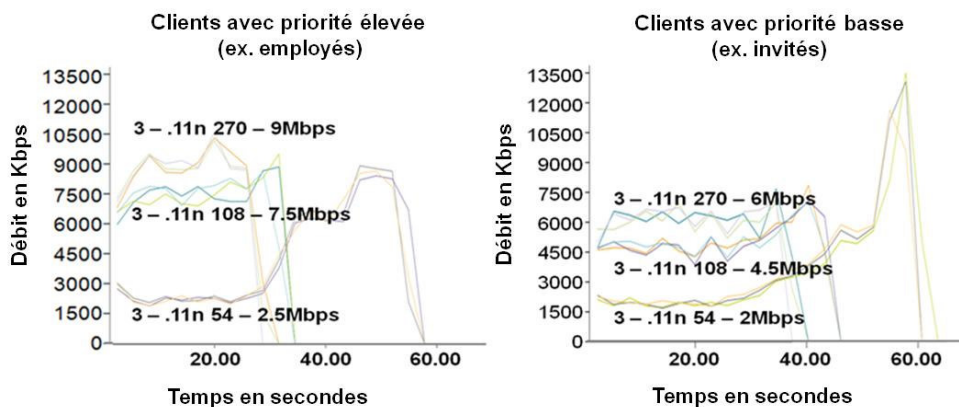 Clients avec priorité élevée
(ex. employés)
Débit en Kbps
13500
12000
10500
9000
7500
6000
4500
3000
1500
0
3 – .11n 270 – 9Mbps
3 – .11n 108 – 7.5Mbps
3 – .11n 54 – 2.5Mbps
20.00 40.00 60.00
Temps en secondes
Clients avec priorité basse
(ex. invités)
Débit en Kbps
13500
12000
10500
9000
7500
6000
4500
3000
1500
0
3 – .11n 270 – 6Mbps
3 – .11n 108 – 4.5Mbps
3 – .11n 54 – 2Mbps
20.00 40.00 60.00
Temps en secondes